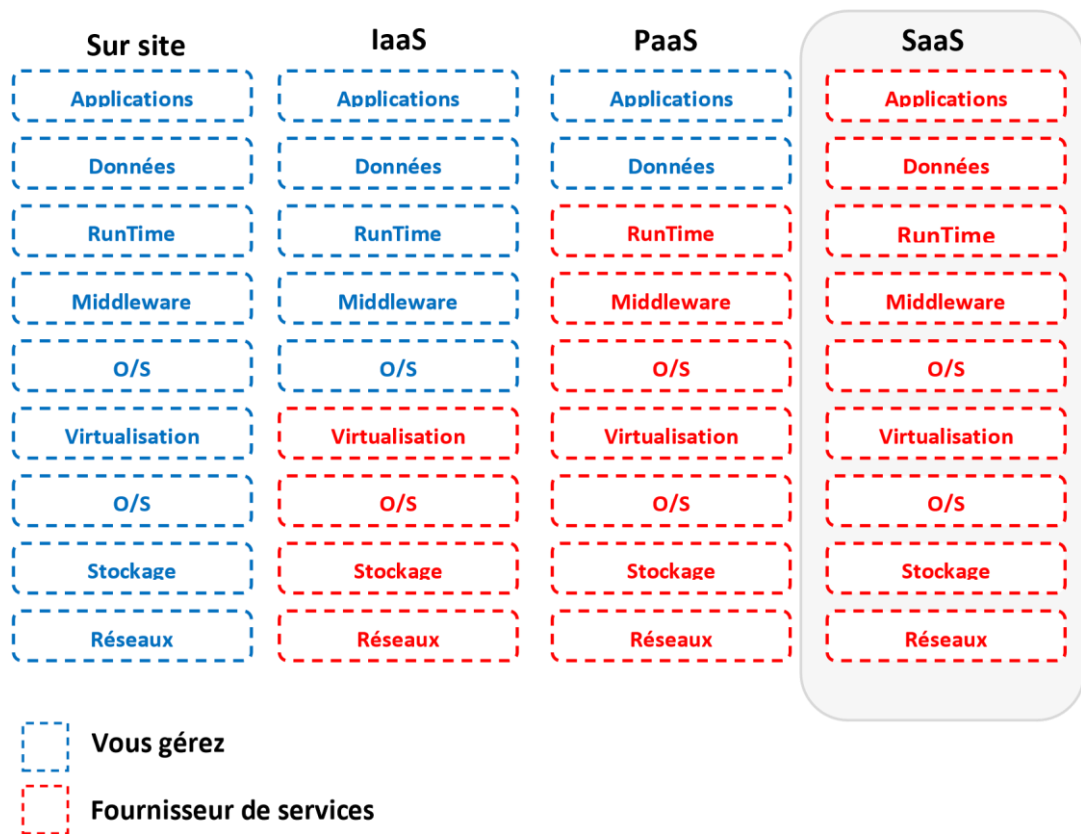 Sur site IaaS PaaS SaaS
Applications Applications Applications Applications
Données Données Données Données
RunTime RunTime RunTime RunTime
Middleware Middleware Middleware Middleware
O/S O/S O/S O/S
Virtualisation Virtualisation Virtualisation Virtualisation
O/S O/S O/S O/S
Stockage Stockage Stockage Stockage
Réseaux Réseaux Réseaux Réseaux
Vous gérez
Fournisseur de services